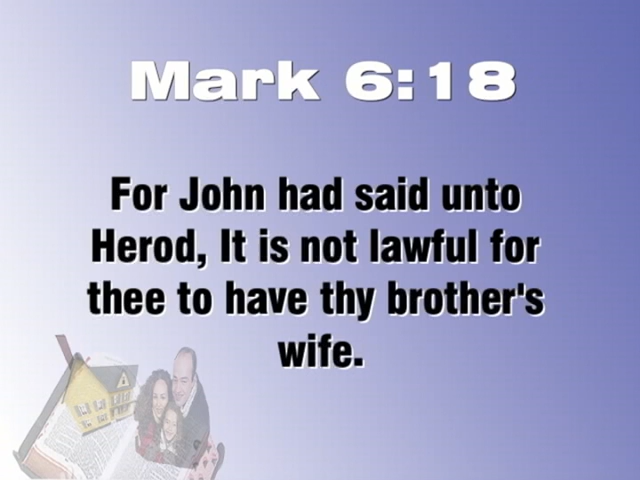 Mark 6:18
For John had said unto
Herod, It is not lawful for
thee to have thy brother's
wife.